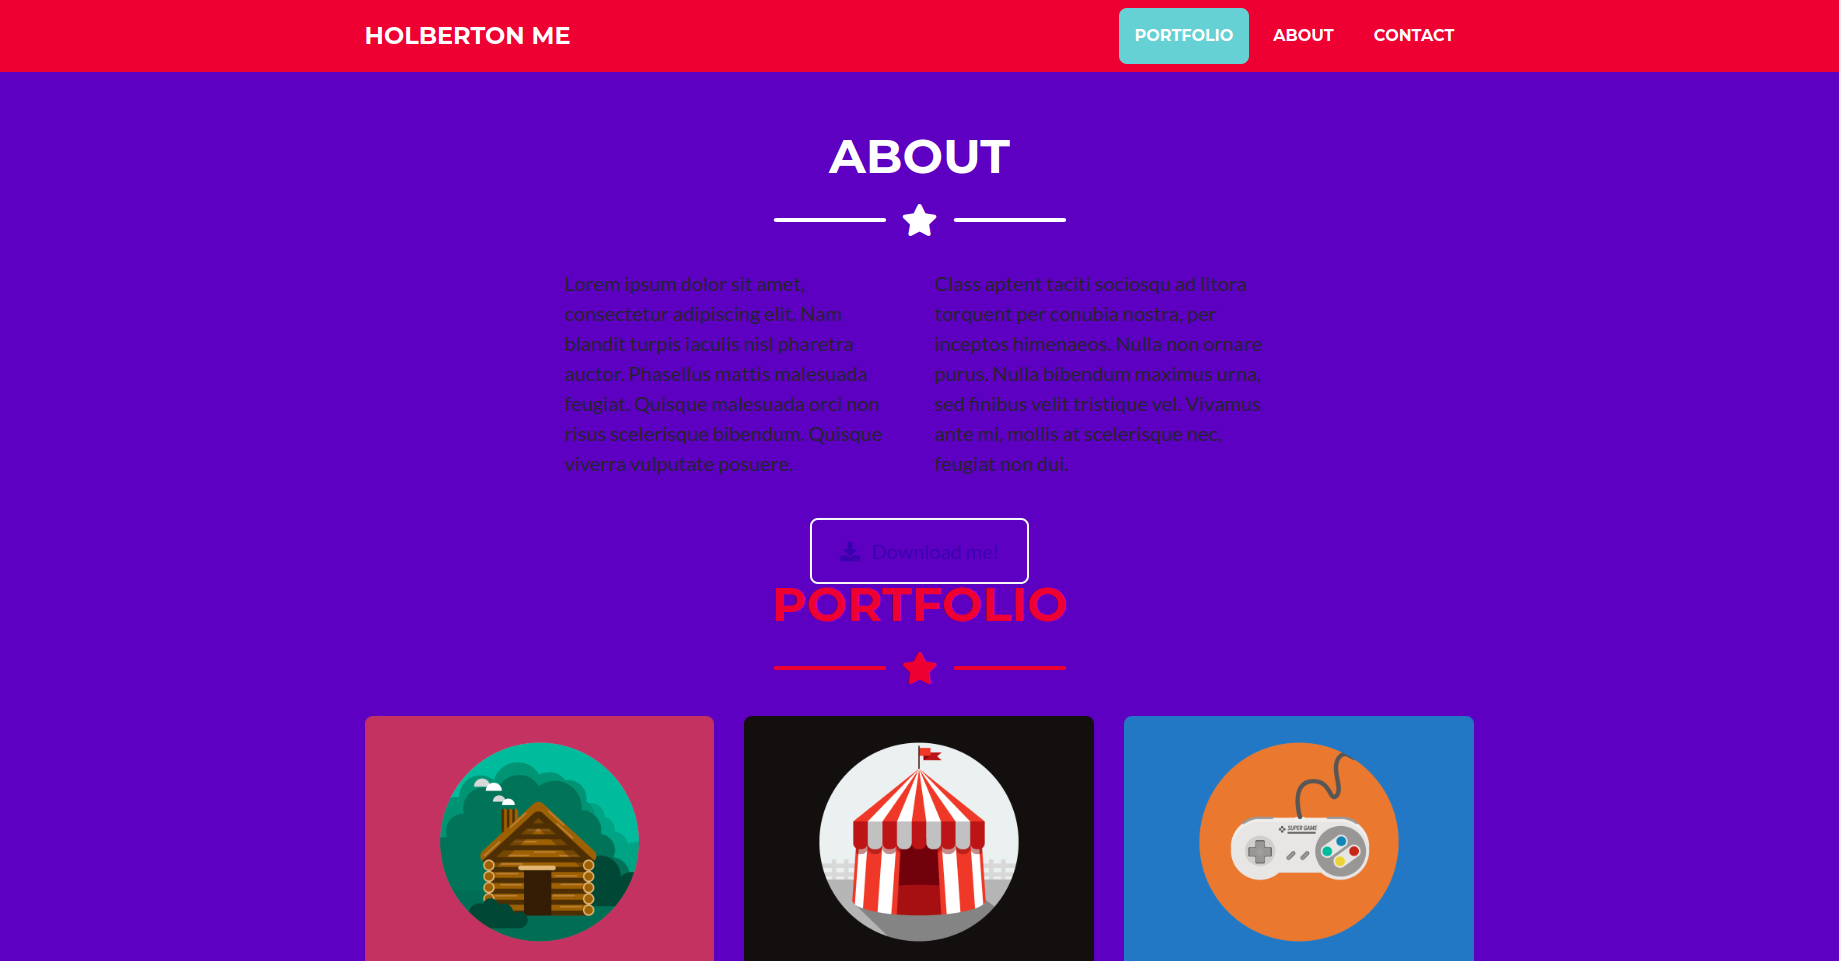 HOLBERTON ME
PORTFOLIO
ABOUT
CONTACT
ABOUT
Lorem ipsum dolor sit amet,
consectetur adipiscing elit. Nam
blandit turpis iaculis nisl pharetra
auctor. Phasellus mattis malesuada
feugiat. Quisque malesuada orci non
risus scelerisque bibendum. Quisque
viverra vulputate posuere.
Class aptent taciti sociosqu ad litora
torquent per conubia nostra, per
inceptos himenaeos. Nulla non ornare
purus. Nulla bibendum maximus urna,
sed finibus velit tristique vel. Vivamus
ante mi, mollis at scelerisque nec,
feugiat non dui.
Download me!
PORTFOLIO
SUPER GAME